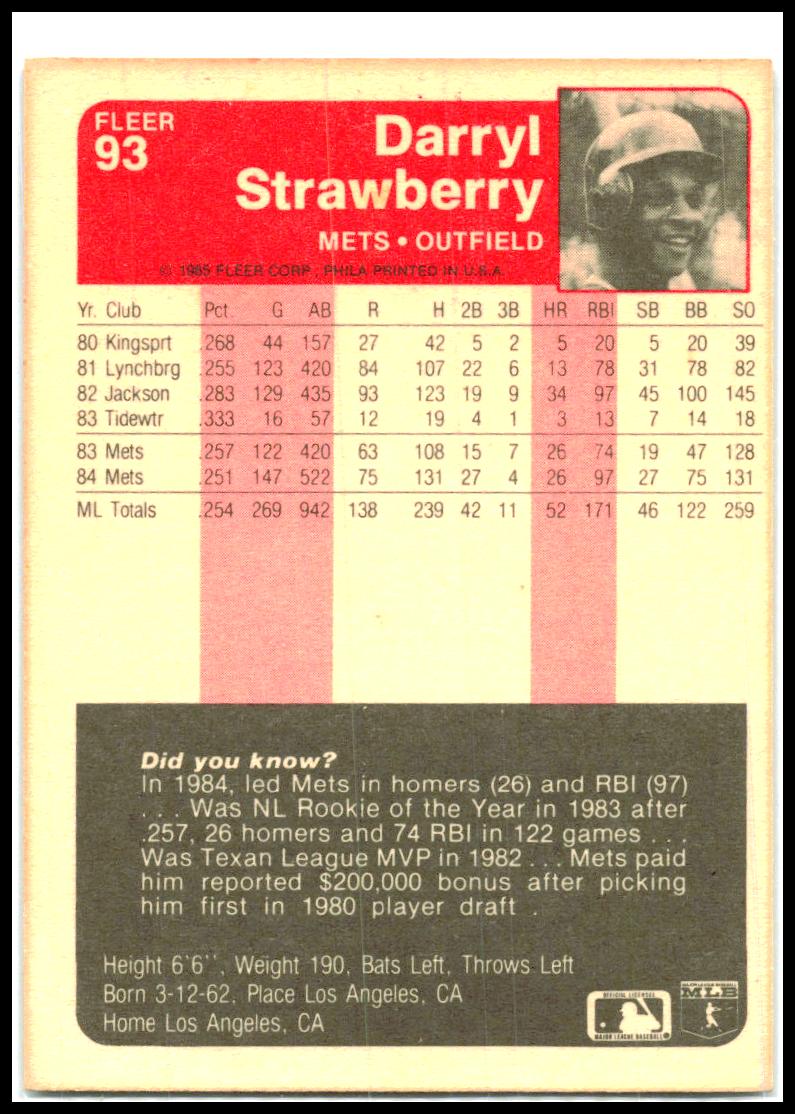 FLEER
93
Darryl
Strawberry
METS • OUTFIELD
© 1985 FLEER CORP., PHILA PRINTED IN U.S.A.
Yr. Club Pct. G AB R H 2B 3B HR RBI SB BB SO
80 Kingsprt .268 44 157 27 42 5 2 5 20 5 20 39
81 Lynchbrg .255 123 420 84 107 22 6 13 78 31 78 82
82 Jackson .283 129 435 93 123 19 9 34 97 45 100 145
83 Tidewtr .333 16 57 12 19 4 1 3 13 7 14 18
83 Mets .257 122 420 63 108 15 7 26 74 19 47 128
84 Mets .251 147 522 75 131 27 4 26 97 27 75 131
ML Totals .254 269 942 138 239 42 11 52 171 46 122 259
Did you know?
In 1984, led Mets in homers (26) and RBI (97)
. . . Was NL Rookie of the Year in 1983 after
.257, 26 homers and 74 RBI in 122 games . . .
Was Texan League MVP in 1982 . . . Mets paid
him reported $200,000 bonus after picking
him first in 1980 player draft .
Height 6'6'', Weight 190, Bats Left, Throws Left
Born 3-12-62, Place Los Angeles, CA
Home Los Angeles, CA
OFFICIAL LICENSEE
MAJOR LEAGUE BASEBALL
MAJOR LEAGUE BASEBALL
MLB